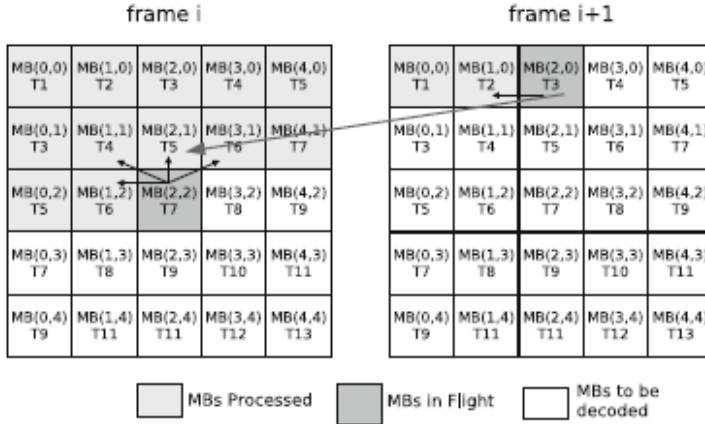 frame i
frame i+1
MB(0,0) MB(1,0) MB(2,0) MB(3,0) MB(4,0)
T1 T2 T3 T4 T5
MB(0,1) MB(1,1) MB(2,1) MB(3,1) MB(4,1)
T3 T4 T5 T6 T7
MB(0,2) MB(1,2) MB(2,2) MB(3,2) MB(4,2)
T5 T6 T7 T8 T9
MB(0,3) MB(1,3) MB(2,3) MB(3,3) MB(4,3)
T7 T8 T9 T10 T11
MB(0,4) MB(1,4) MB(2,4) MB(3,4) MB(4,4)
T9 T11 T11 T12 T13
MB(0,0) MB(1,0) MB(2,0) MB(3,0) MB(4,0)
T1 T2 T3 T4 T5
MB(0,1) MB(1,1) MB(2,1) MB(3,1) MB(4,1)
T3 T4 T5 T6 T7
MB(0,2) MB(1,2) MB(2,2) MB(3,2) MB(4,2)
T5 T6 T7 T8 T9
MB(0,3) MB(1,3) MB(2,3) MB(3,3) MB(4,3)
T7 T8 T9 T10 T11
MB(0,4) MB(1,4) MB(2,4) MB(3,4) MB(4,4)
T9 T11 T11 T12 T13
MBs Processed
MBs in Flight
MBs to be
decoded